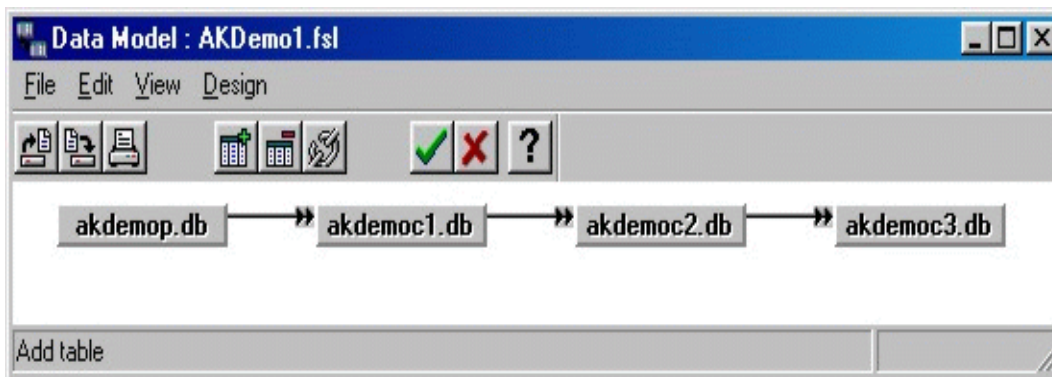 Data Model : AKDemo1.fsl
File Edit View Design
?
akdemop.db akdemoc1.db akdemoc2.db akdemoc3.db
Add table